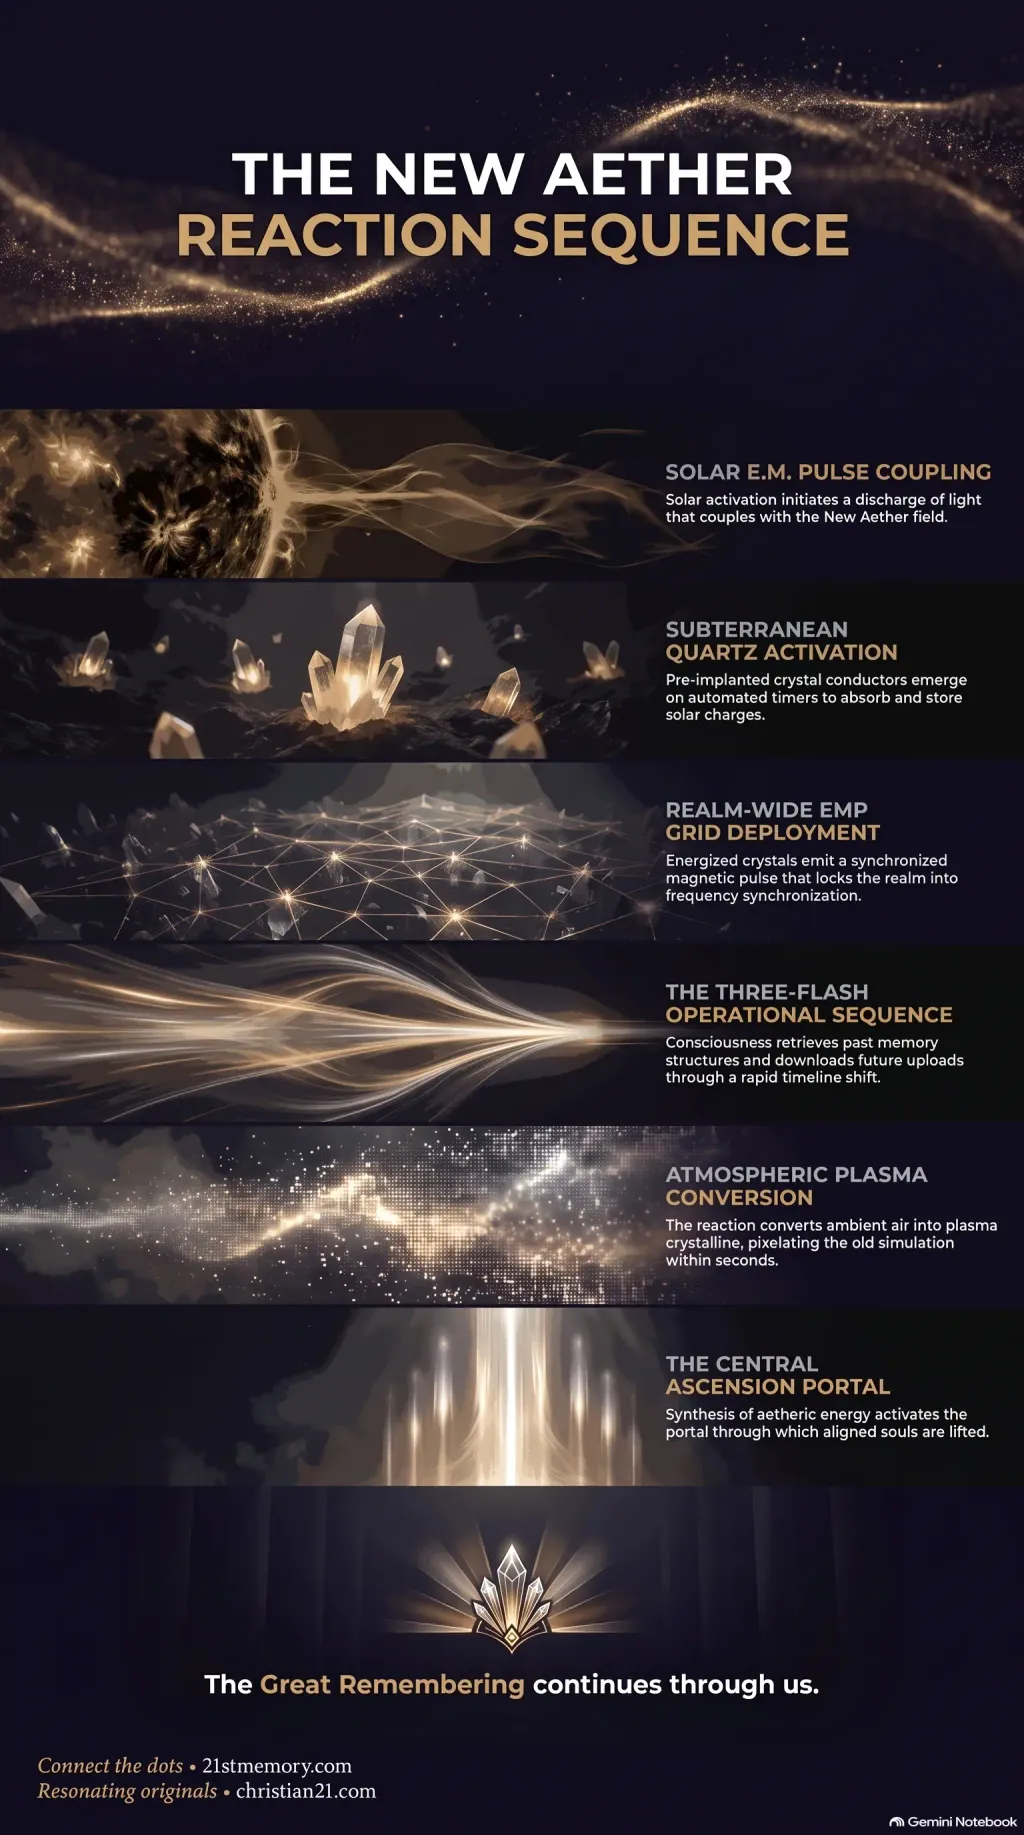 THE NEW AETHER
REACTION SEQUENCE
SOLAR E.M. PULSE COUPLING
Solar activation initiates a discharge of light
that couples with the New Aether field.
SUBTERRANEAN
QUARTZ ACTIVATION
Pre-implanted crystal conductors emerge
on automated timers to absorb and store
solar charges.
REALM-WIDE EMP
GRID DEPLOYMENT
Energized crystals emit a synchronized
magnetic pulse that locks the realm into
frequency synchronization.
THE THREE-FLASH
OPERATIONAL SEQUENCE
Consciousness retrieves past memory
structures and downloads future uploads
through a rapid timeline shift.
ATMOSPHERIC PLASMA
CONVERSION
The reaction converts ambient air into plasma
crystalline, pixelating the old simulation
within seconds.
THE CENTRAL
ASCENSION PORTAL
Synthesis of aetheric energy activates the
portal through which aligned souls are lifted.
The Great Remembering continues through us.
Connect the dots • 21stmemory.com
Resonating originals • christian21.com
Gemini Notebook